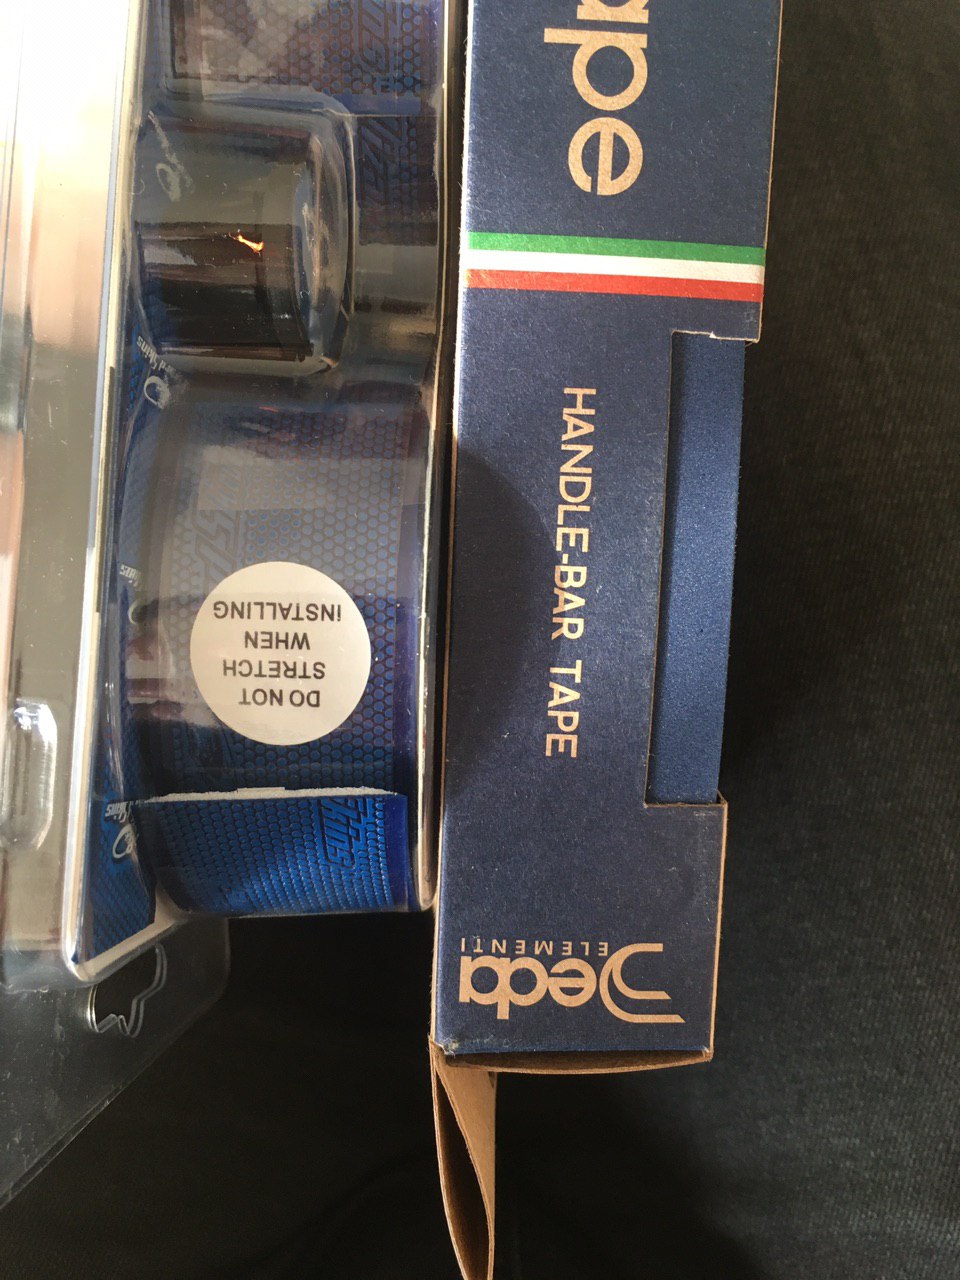 ape
HANDLE-BAR TAPE
Deda
ELEMENTI
DO NOT
STRETCH
WHEN
INSTALLING